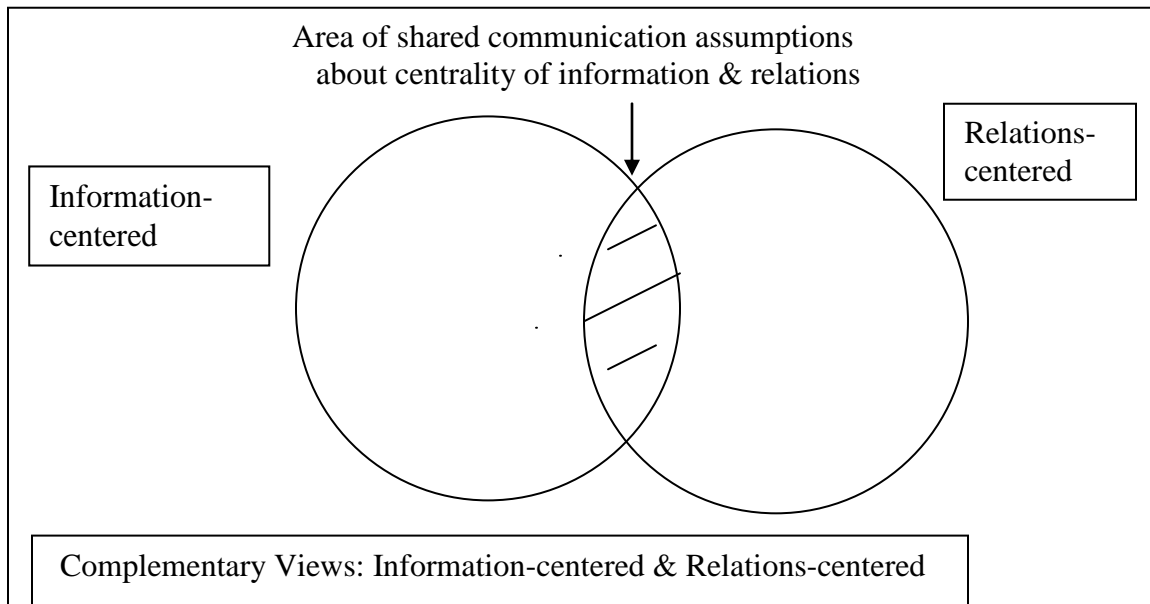 Area of shared communication assumptions
about centrality of information & relations
Relations-
centered
Information-
centered
Complementary Views: Information-centered & Relations-centered